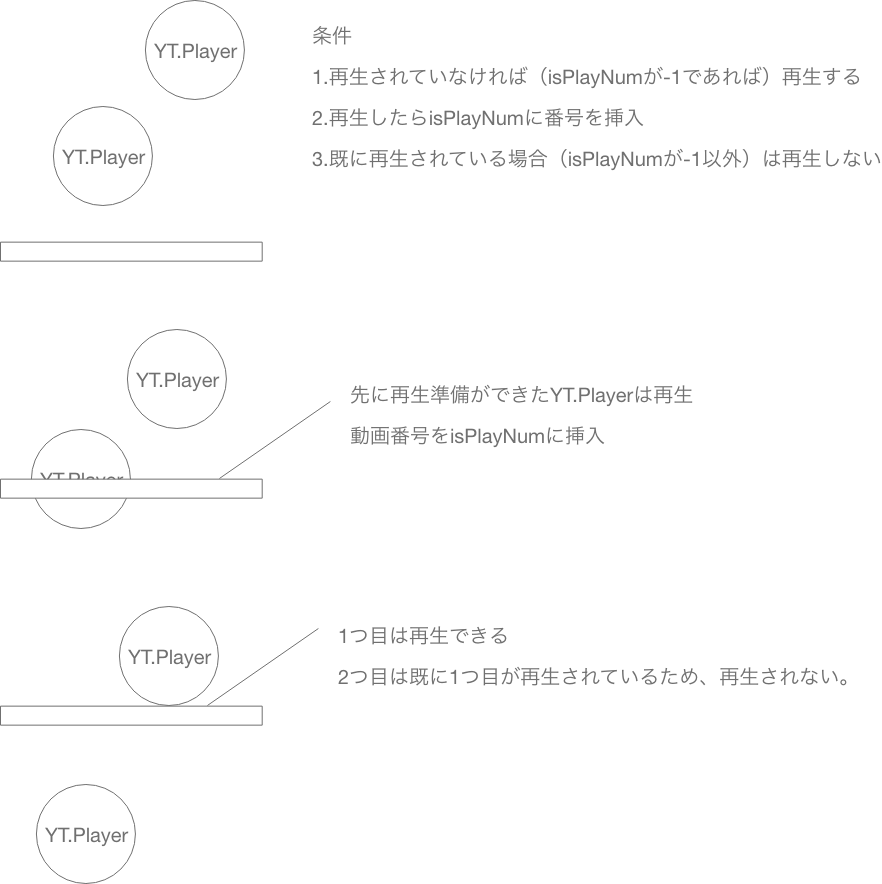 YT.Player
条件
1.再生されていなければ（isPlayNumが-1であれば）再生する
2.再生したらisPlayNumに番号を挿入
YT.Player
3.既に再生されている場合（isPlayNumが-1以外）は再生しない
YT.Player
先に再生準備ができたYT.Playerは再生
動画番号をisPlayNumに挿入
YT.Player
1つ目は再生できる
YT.Player
2つ目は既に1つ目が再生されているため、再生されない。
YT.Player